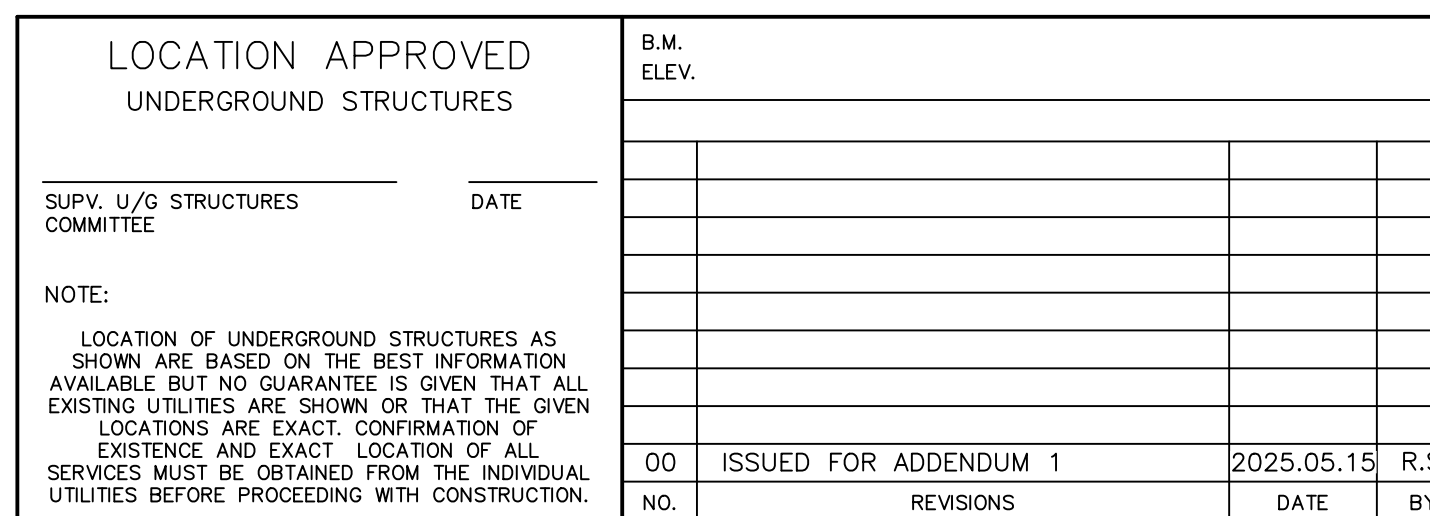 LOCATION APPROVED
UNDERGROUND STRUCTURES
SUPV. U/G STRUCTURES
COMMITTEE
DATE
NOTE:
LOCATION OF UNDERGROUND STRUCTURES AS
SHOWN ARE BASED ON THE BEST INFORMATION
AVAILABLE BUT NO GUARANTEE IS GIVEN THAT ALL
EXISTING UTILITIES ARE SHOWN OR THAT THE GIVEN
LOCATIONS ARE EXACT. CONFIRMATION OF
EXISTENCE AND EXACT LOCATION OF ALL
SERVICES MUST BE OBTAINED FROM THE INDIVIDUAL
UTILITIES BEFORE PROCEEDING WITH CONSTRUCTION.
B.M.
ELEV.
00 ISSUED FOR ADDENDUM 1 2025.05.15
NO. REVISIONS DATE